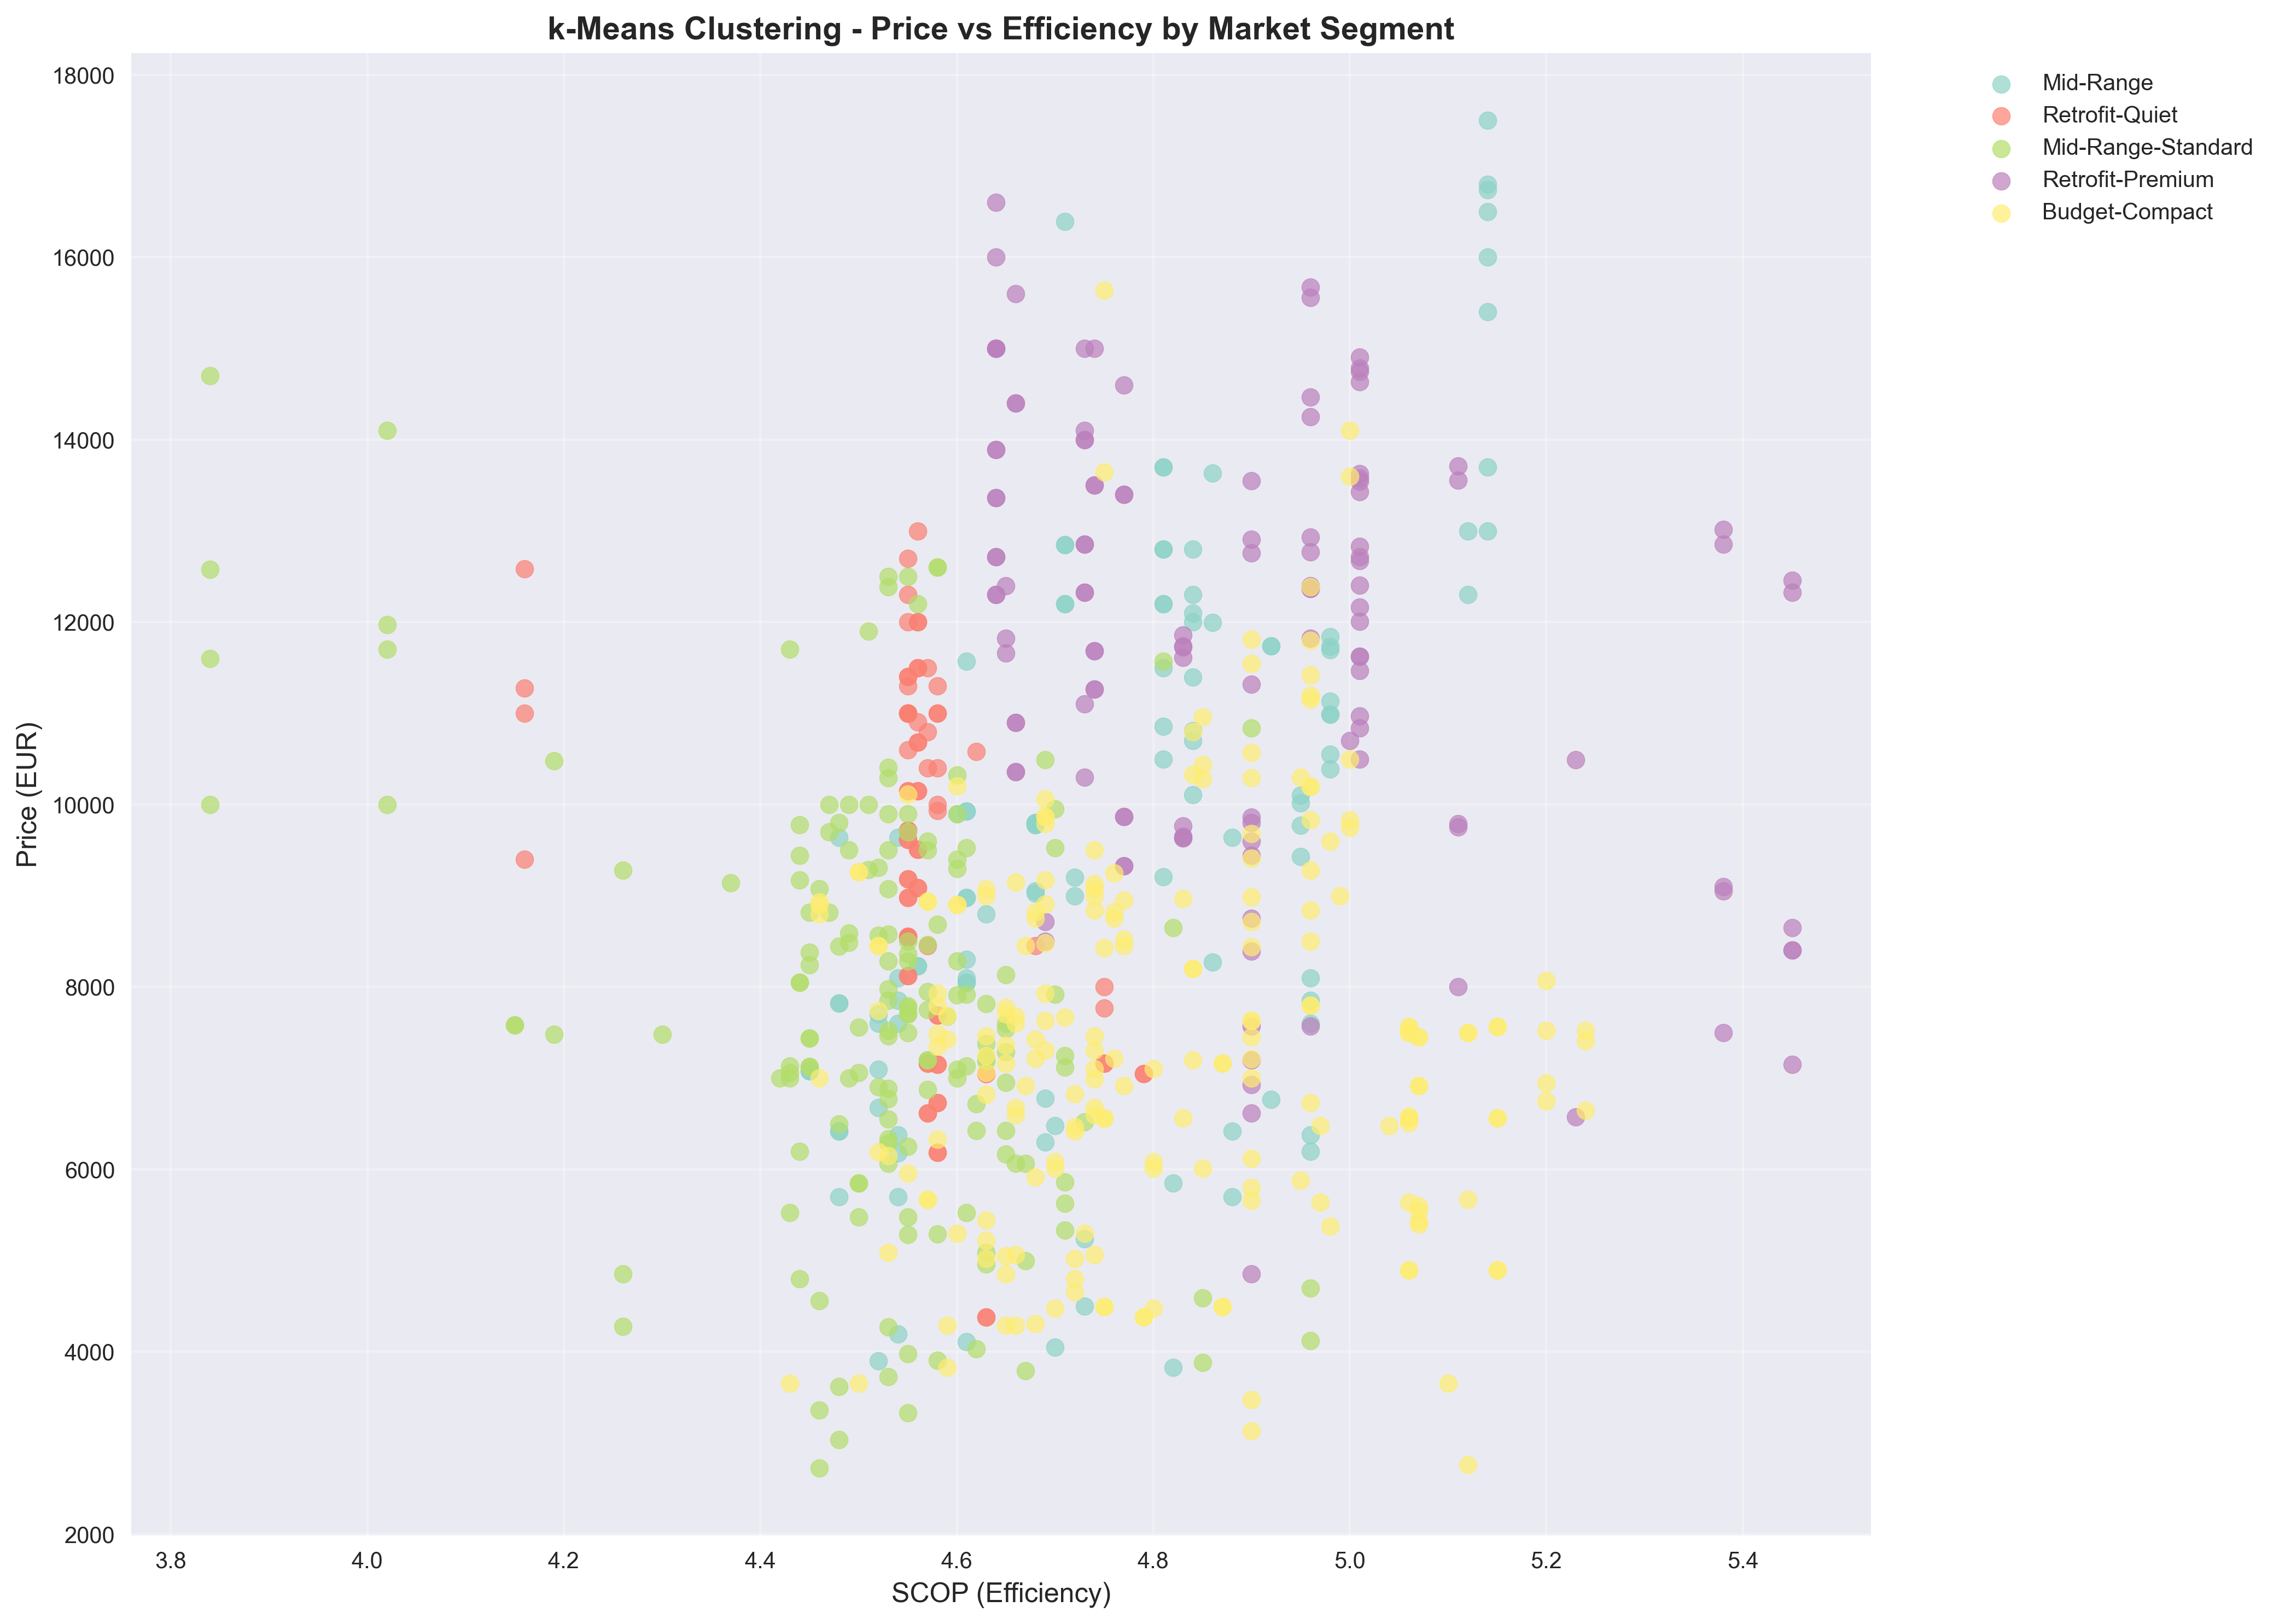 k-Means Clustering - Price vs Efficiency by Market Segment
18000
16000
14000
12000
10000
8000
6000
4000
2000
Price (EUR)
3.8 4.0 4.2 4.4 4.6 4.8 5.0 5.2 5.4
SCOP (Efficiency)
Mid-Range
Retrofit-Quiet
Mid-Range-Standard
Retrofit-Premium
Budget-Compact